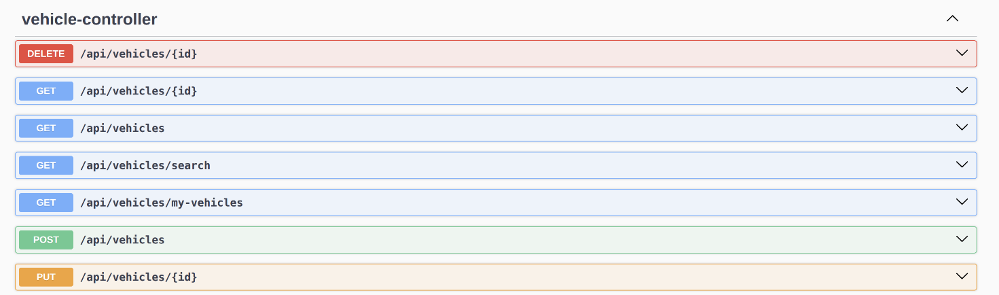 vehicle-controller
DELETE /api/vehicles/{id}
GET /api/vehicles/{id}
GET /api/vehicles
GET /api/vehicles/search
GET /api/vehicles/my-vehicles
POST /api/vehicles
PUT /api/vehicles/{id}